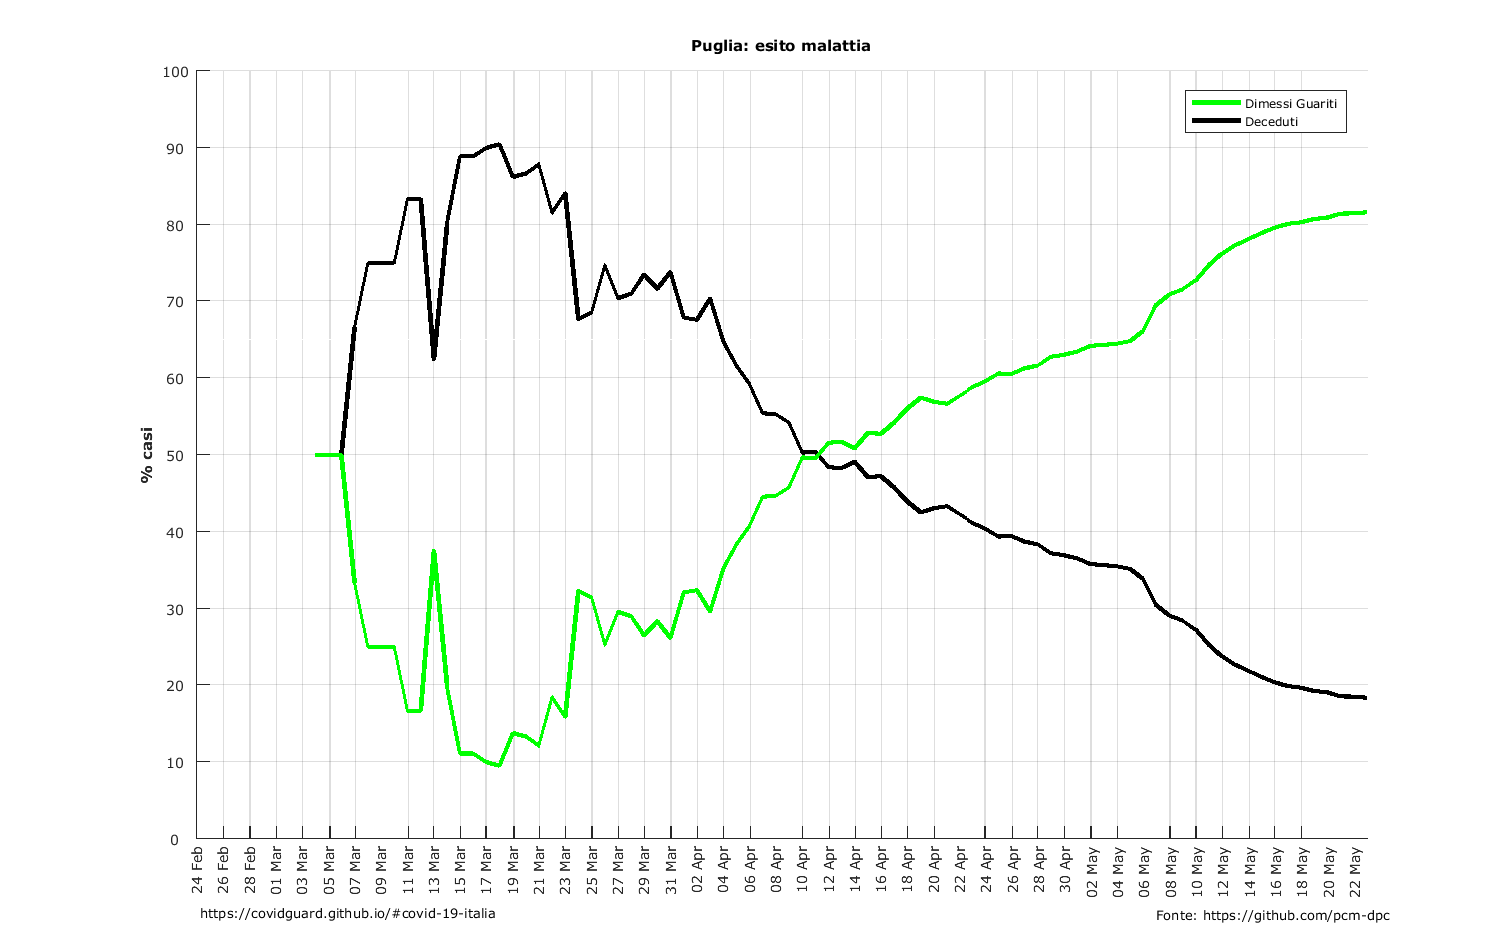 Puglia: esito malattia
Dimessi Guariti
Deceduti
% casi
100
90
80
70
60
50
40
30
20
10
0
24 Feb
26 Feb
28 Feb
01 Mar
03 Mar
05 Mar
07 Mar
09 Mar
11 Mar
13 Mar
15 Mar
17 Mar
19 Mar
21 Mar
23 Mar
25 Mar
27 Mar
29 Mar
31 Mar
02 Apr
04 Apr
06 Apr
08 Apr
10 Apr
12 Apr
14 Apr
16 Apr
18 Apr
20 Apr
22 Apr
24 Apr
26 Apr
28 Apr
30 Apr
02 May
04 May
06 May
08 May
10 May
12 May
14 May
16 May
18 May
20 May
22 May
https://covidguard.github.io/#covid-19-italia
Fonte: https://github.com/pcm-dpc